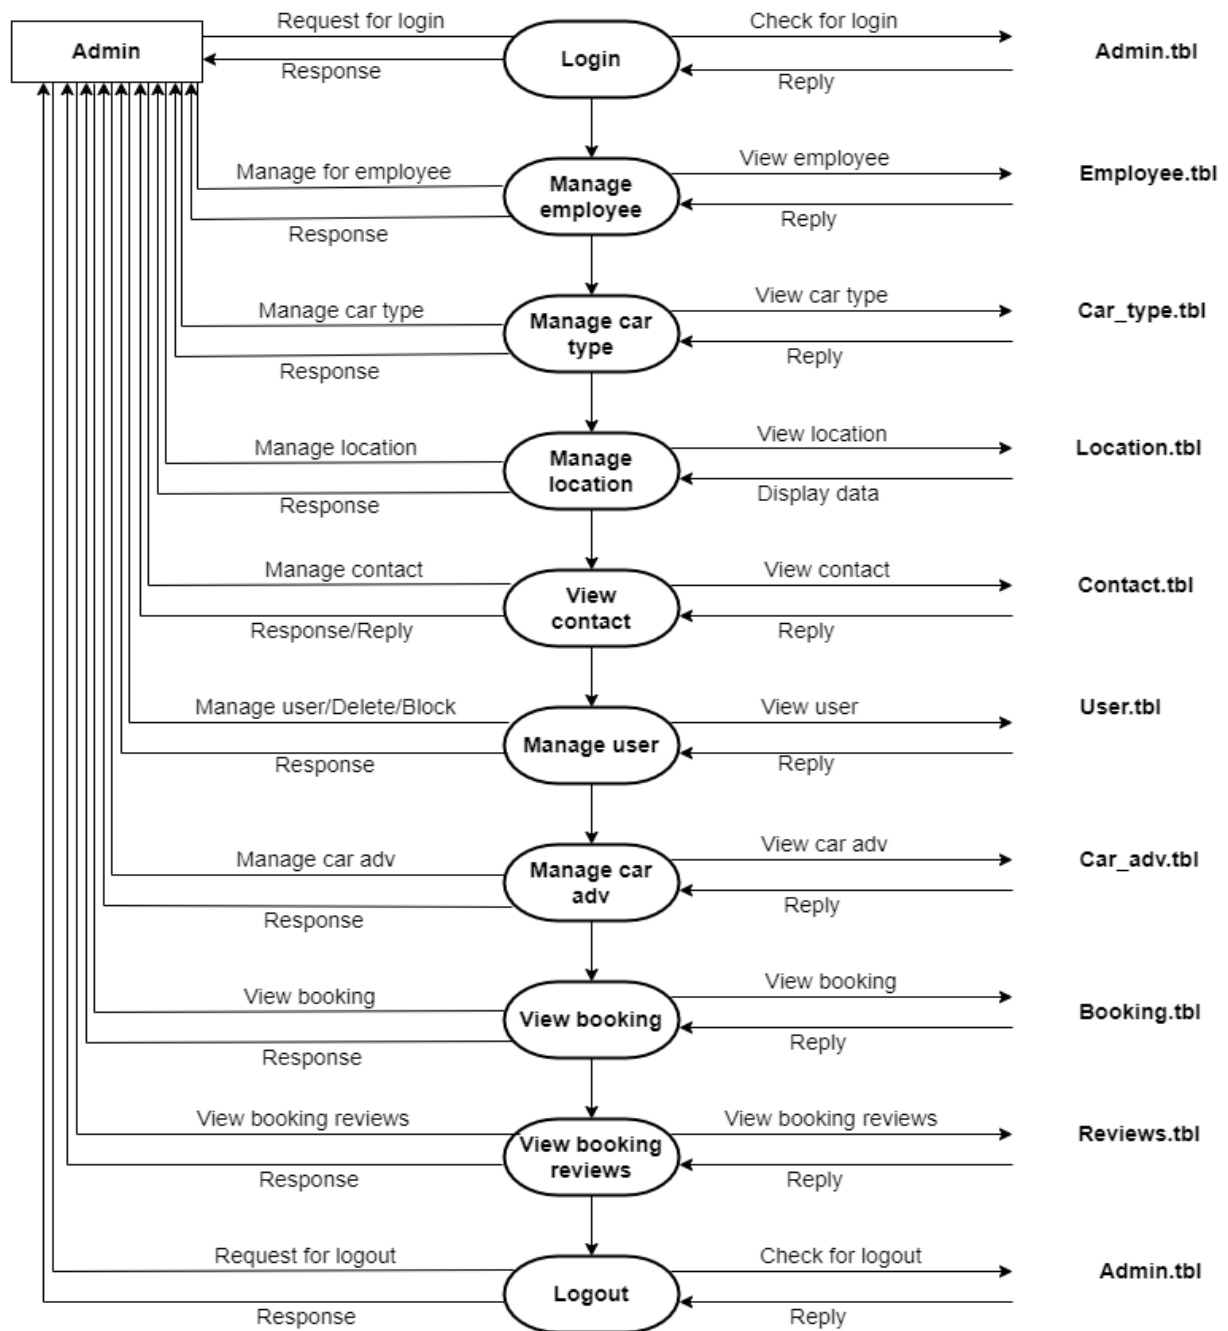 Request for login
Check for login
Admin
Login
Admin.tbl
Response
Reply
Manage for employee
View employee
Manage
employee
Employee.tbl
Response
Reply
Manage car type
View car type
Manage car
type
Car_type.tbl
Response
Reply
Manage location
View location
Manage
location
Location.tbl
Response
Display data
Manage contact
View contact
View
contact
Contact.tbl
Response/Reply
Reply
Manage user/Delete/Block
View user
Manage user
User.tbl
Response
Reply
Manage car adv
View car adv
Manage car
adv
Car_adv.tbl
Response
Reply
View booking
View booking
View booking
Booking.tbl
Response
Reply
View booking reviews
View booking reviews
View booking
reviews
Reviews.tbl
Response
Reply
Request for logout
Check for logout
Logout
Admin.tbl
Response
Reply